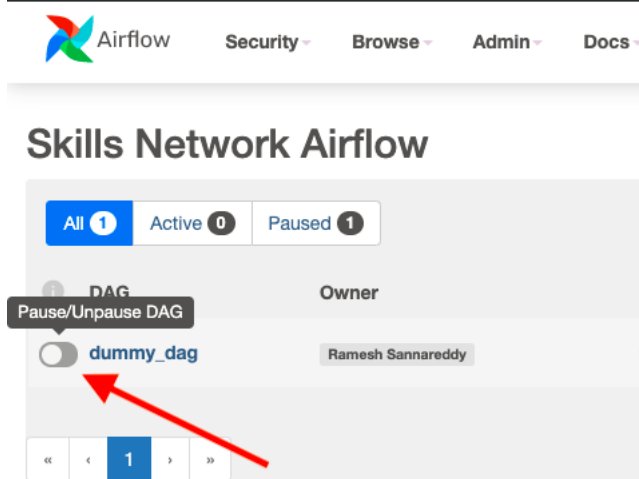 Airflow Security Browse Admin Docs
Skills Network Airflow
All 1 Active 0 Paused 1
i DAG Owner
Pause/Unpause DAG
dummy_dag Ramesh Sannareddy
« ‹ 1 › »